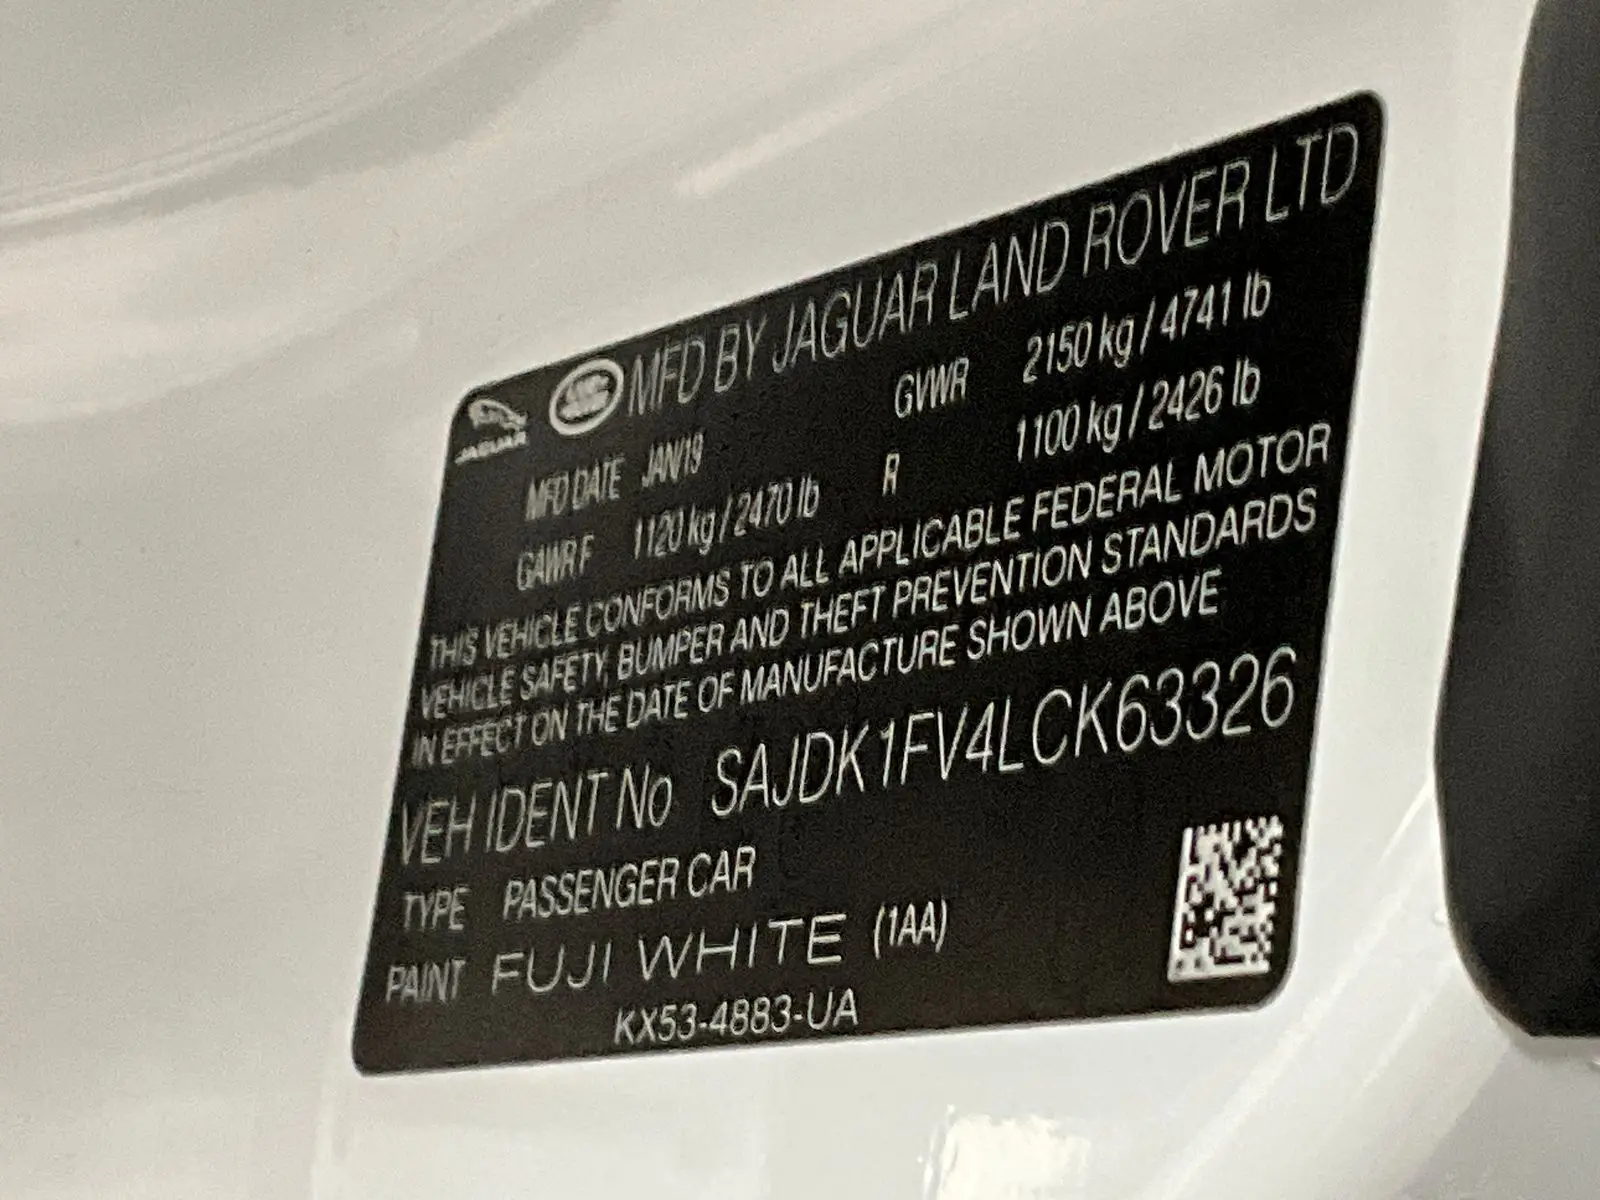 JAGUAR LAND ROVER MFD BY JAGUAR LAND ROVER LTD
MFD DATE JAN/19 GVWR 2150 kg / 4741 lb
GAWR F 1120 kg / 2470 lb R 1100 kg / 2426 lb
THIS VEHICLE CONFORMS TO ALL APPLICABLE FEDERAL MOTOR
VEHICLE SAFETY, BUMPER AND THEFT PREVENTION STANDARDS
IN EFFECT ON THE DATE OF MANUFACTURE SHOWN ABOVE
VEH IDENT No SAJDK1FV4LCK63326
TYPE PASSENGER CAR
PAINT FUJI WHITE (1AA)
KX53-4883-UA